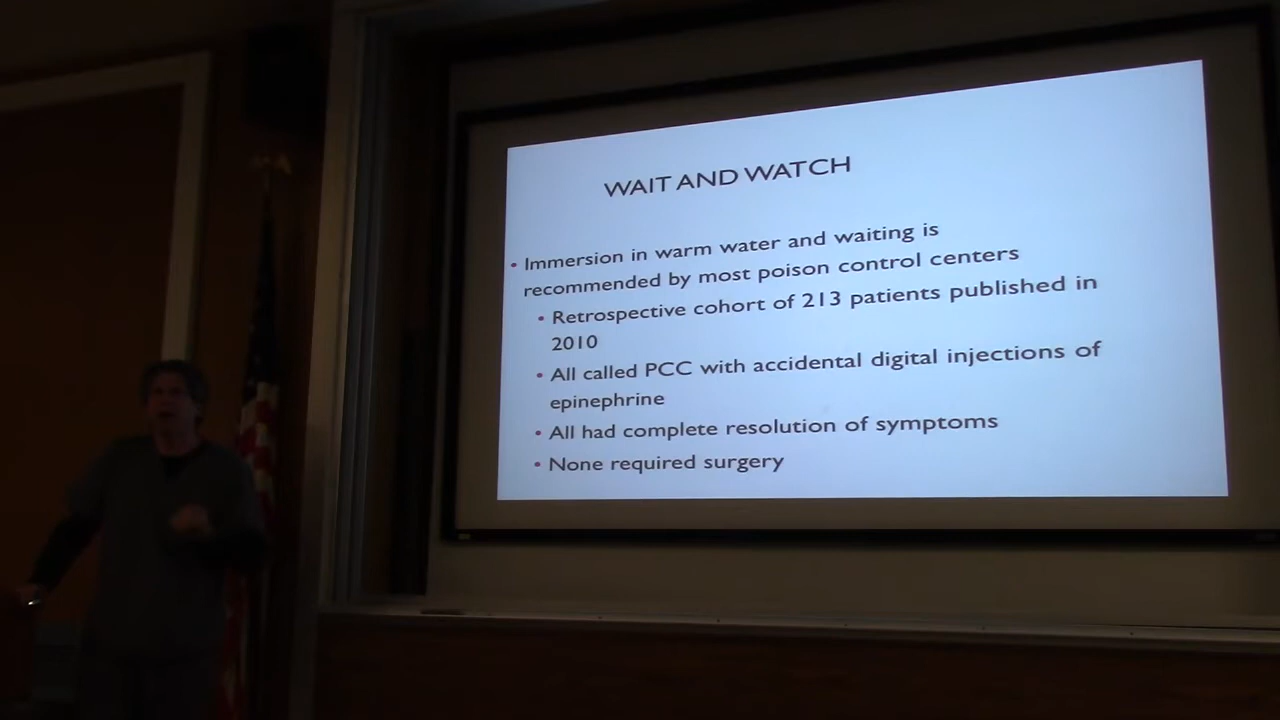 WAIT AND WATCH
• Immersion in warm water and waiting is
recommended by most poison control centers
• Retrospective cohort of 213 patients published in
2010
• All called PCC with accidental digital injections of
epinephrine
• All had complete resolution of symptoms
• None required surgery